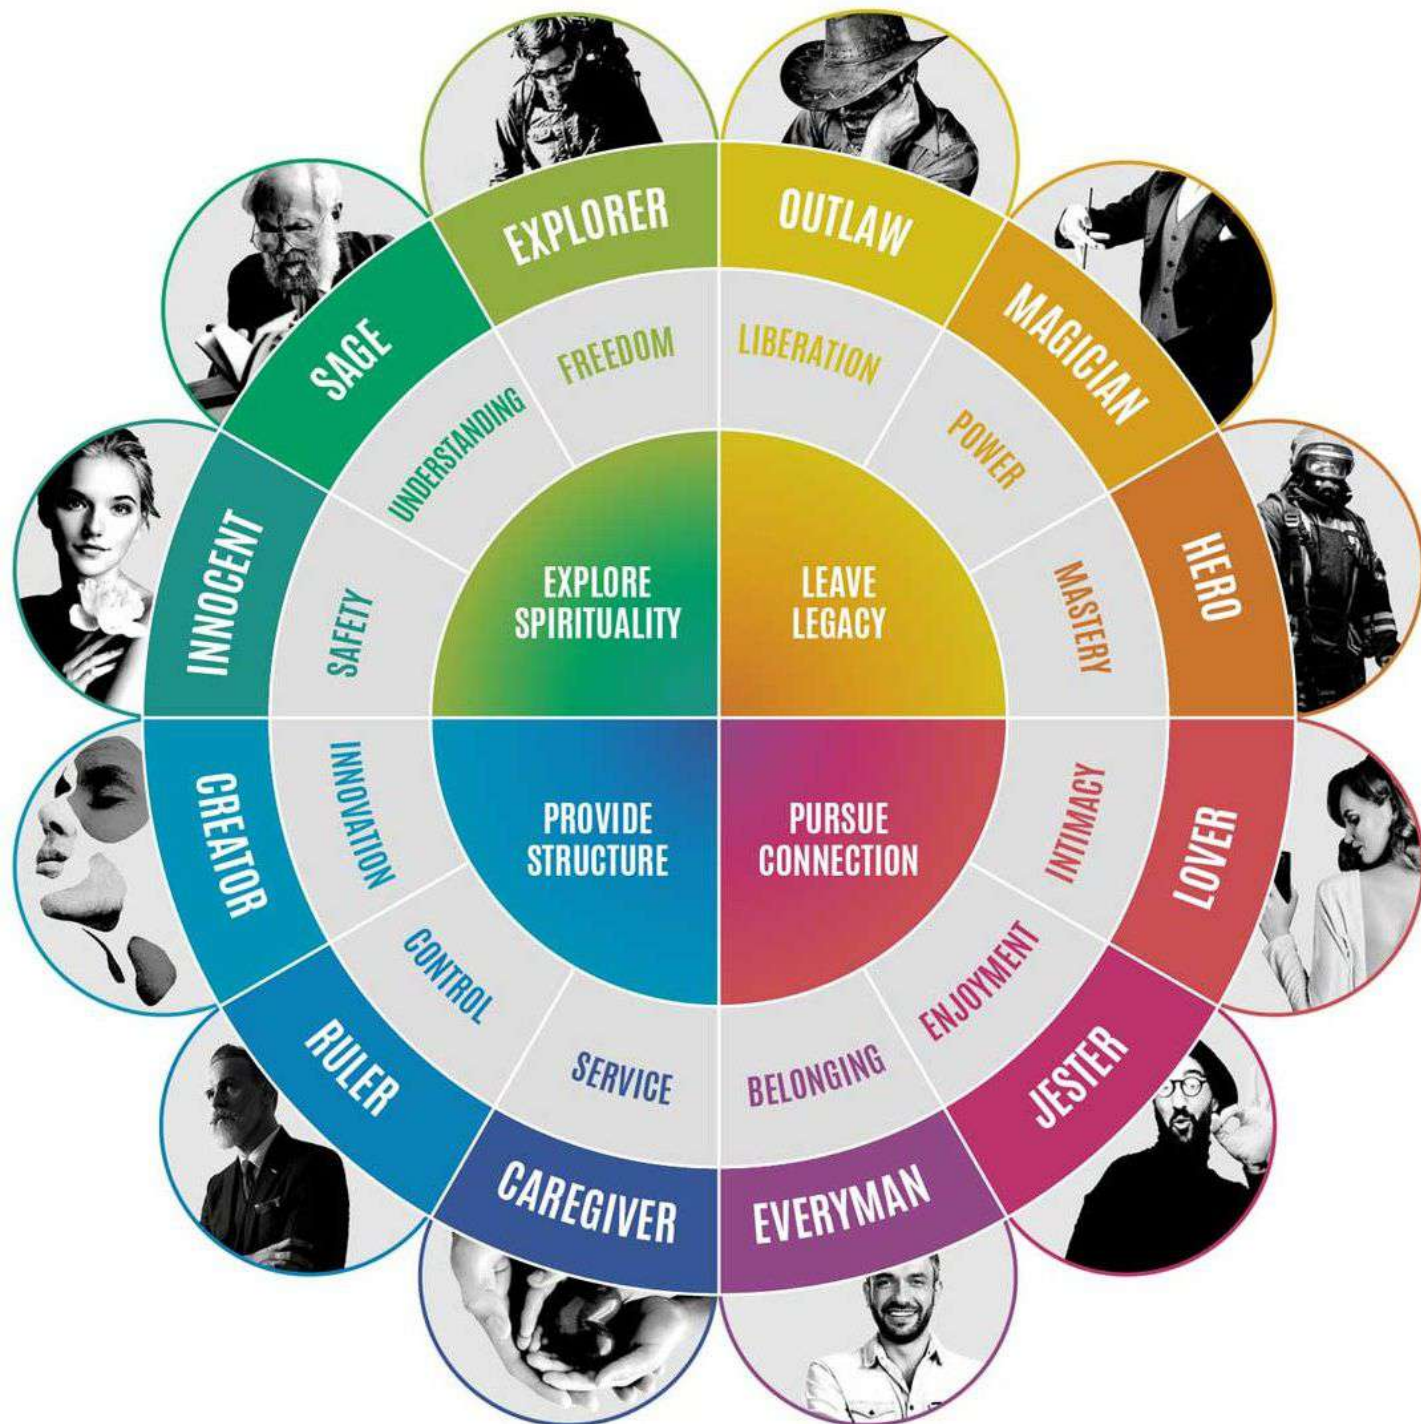 EXPLORER
OUTLAW
MAGICIAN
HERO
LOVER
JESTER
EVERYMAN
CAREGIVER
RULER
CREATOR
INNOCENT
SAGE
FREEDOM
LIBERATION
POWER
MASTERY
INTIMACY
ENJOYMENT
BELONGING
SERVICE
CONTROL
INNOVATION
SAFETY
UNDERSTANDING
EXPLORE
SPIRITUALITY
LEAVE
LEGACY
PROVIDE
STRUCTURE
PURSUE
CONNECTION